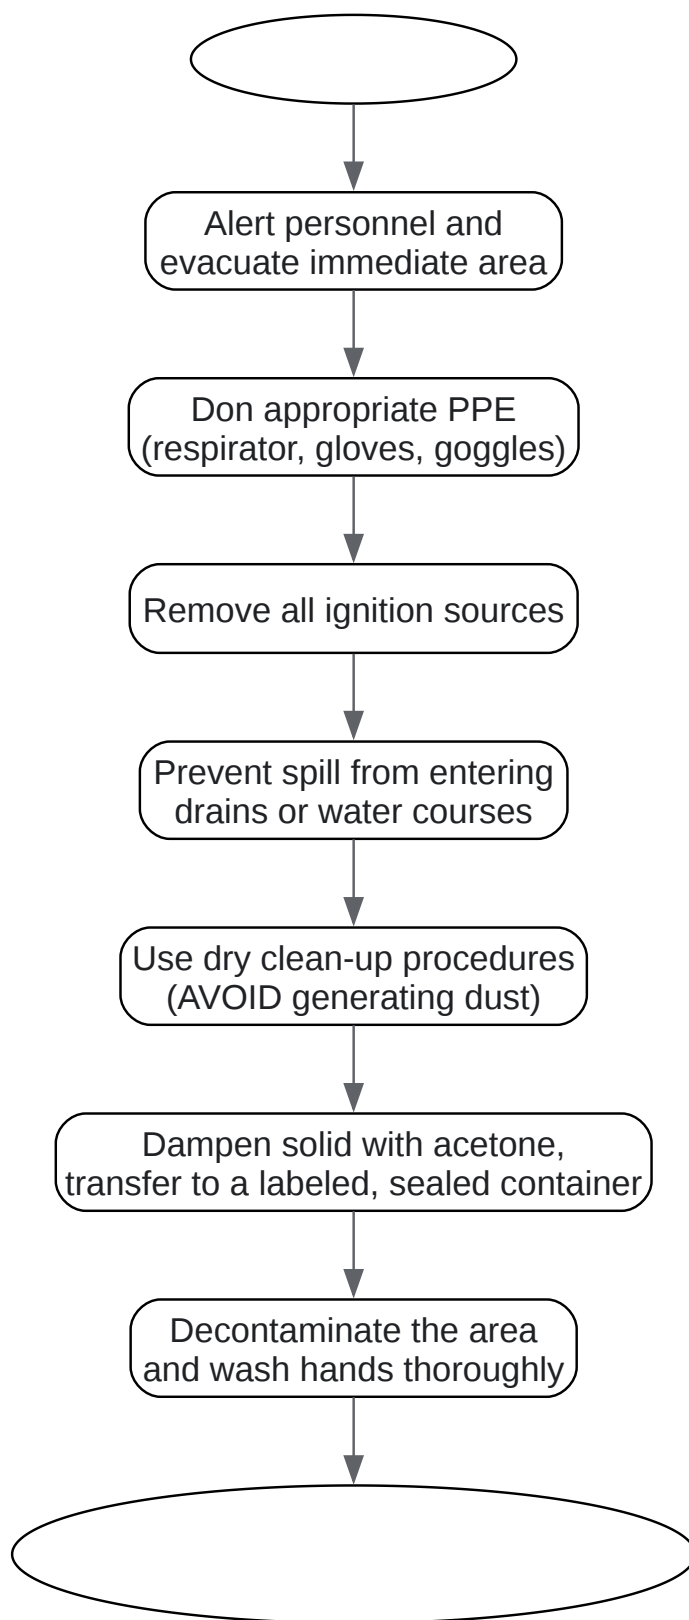 Alert personnel and
evacuate immediate area
Don appropriate PPE
(respirator, gloves, goggles)
Remove all ignition sources
Prevent spill from entering
drains or water courses
Use dry clean-up procedures
(AVOID generating dust)
Dampen solid with acetone,
transfer to a labeled, sealed container
Decontaminate the area
and wash hands thoroughly